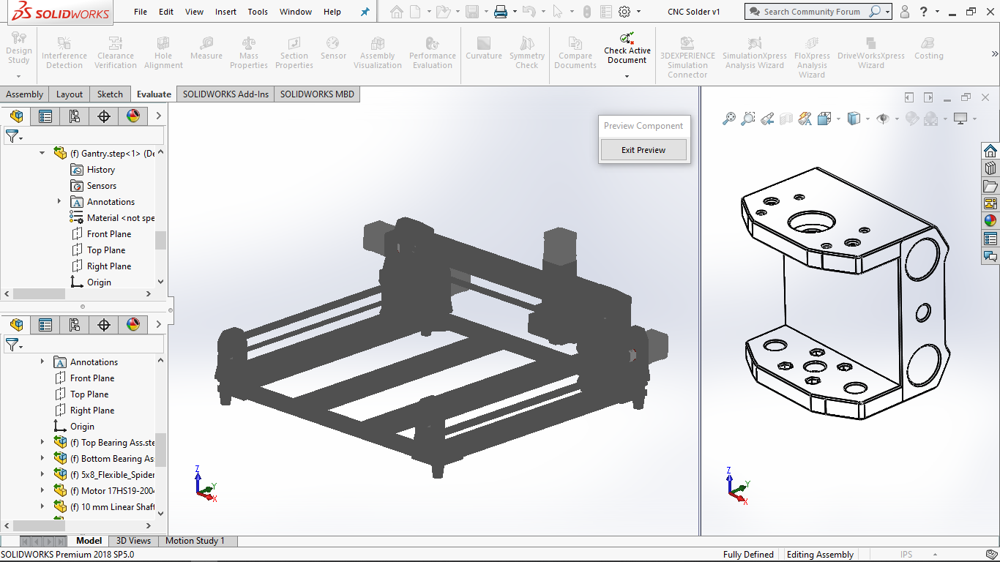 SOLIDWORKS
File Edit View Insert Tools Window Help
CNC Solder v1
Search Community Forum
?
Design Study
Interference Detection
Clearance Verification
Hole Alignment
Measure
Mass Properties
Section Properties
Sensor
Assembly Visualization
Performance Evaluation
Curvature
Symmetry Check
Compare Documents
Check Active Document
3DEXPERIENCE Simulation Connector
SimulationXpress Analysis Wizard
FloXpress Analysis Wizard
DriveWorksXpress Wizard
Costing
Assembly Layout Sketch Evaluate SOLIDWORKS Add-Ins SOLIDWORKS MBD
Preview Component
Exit Preview
(f) Gantry.step<1> (De
History
Sensors
Annotations
Material <not spe
Front Plane
Top Plane
Right Plane
Origin
Annotations
Front Plane
Top Plane
Right Plane
Origin
(f) Top Bearing Ass.ste
(f) Bottom Bearing As
(f) 5x8_Flexible_Spider
(f) Motor 17HS19-2004
(f) 10 mm Linear Shaft
Z
Y
X
Z
Y
X
Model 3D Views Motion Study 1
SOLIDWORKS Premium 2018 SP5.0
Fully Defined Editing Assembly IPS